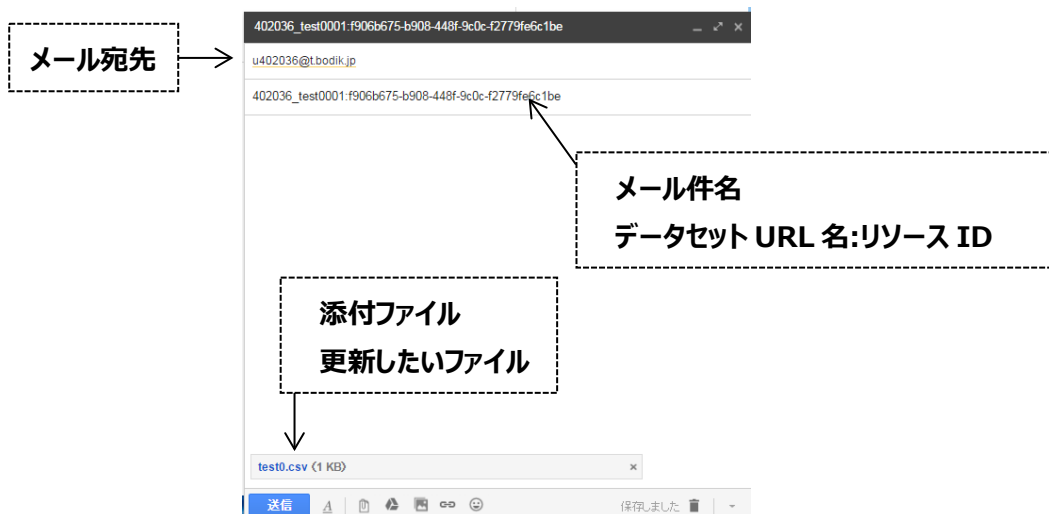 402036_test0001:f906b675-b908-448f-9c0c-f2779fe6c1be
メール宛先
u402036@t.bodik.jp
402036_test0001:f906b675-b908-448f-9c0c-f2779fe6c1be
メール件名
データセット URL 名:リソース ID
添付ファイル
更新したいファイル
test0.csv (1 KB)
送信
保存しました